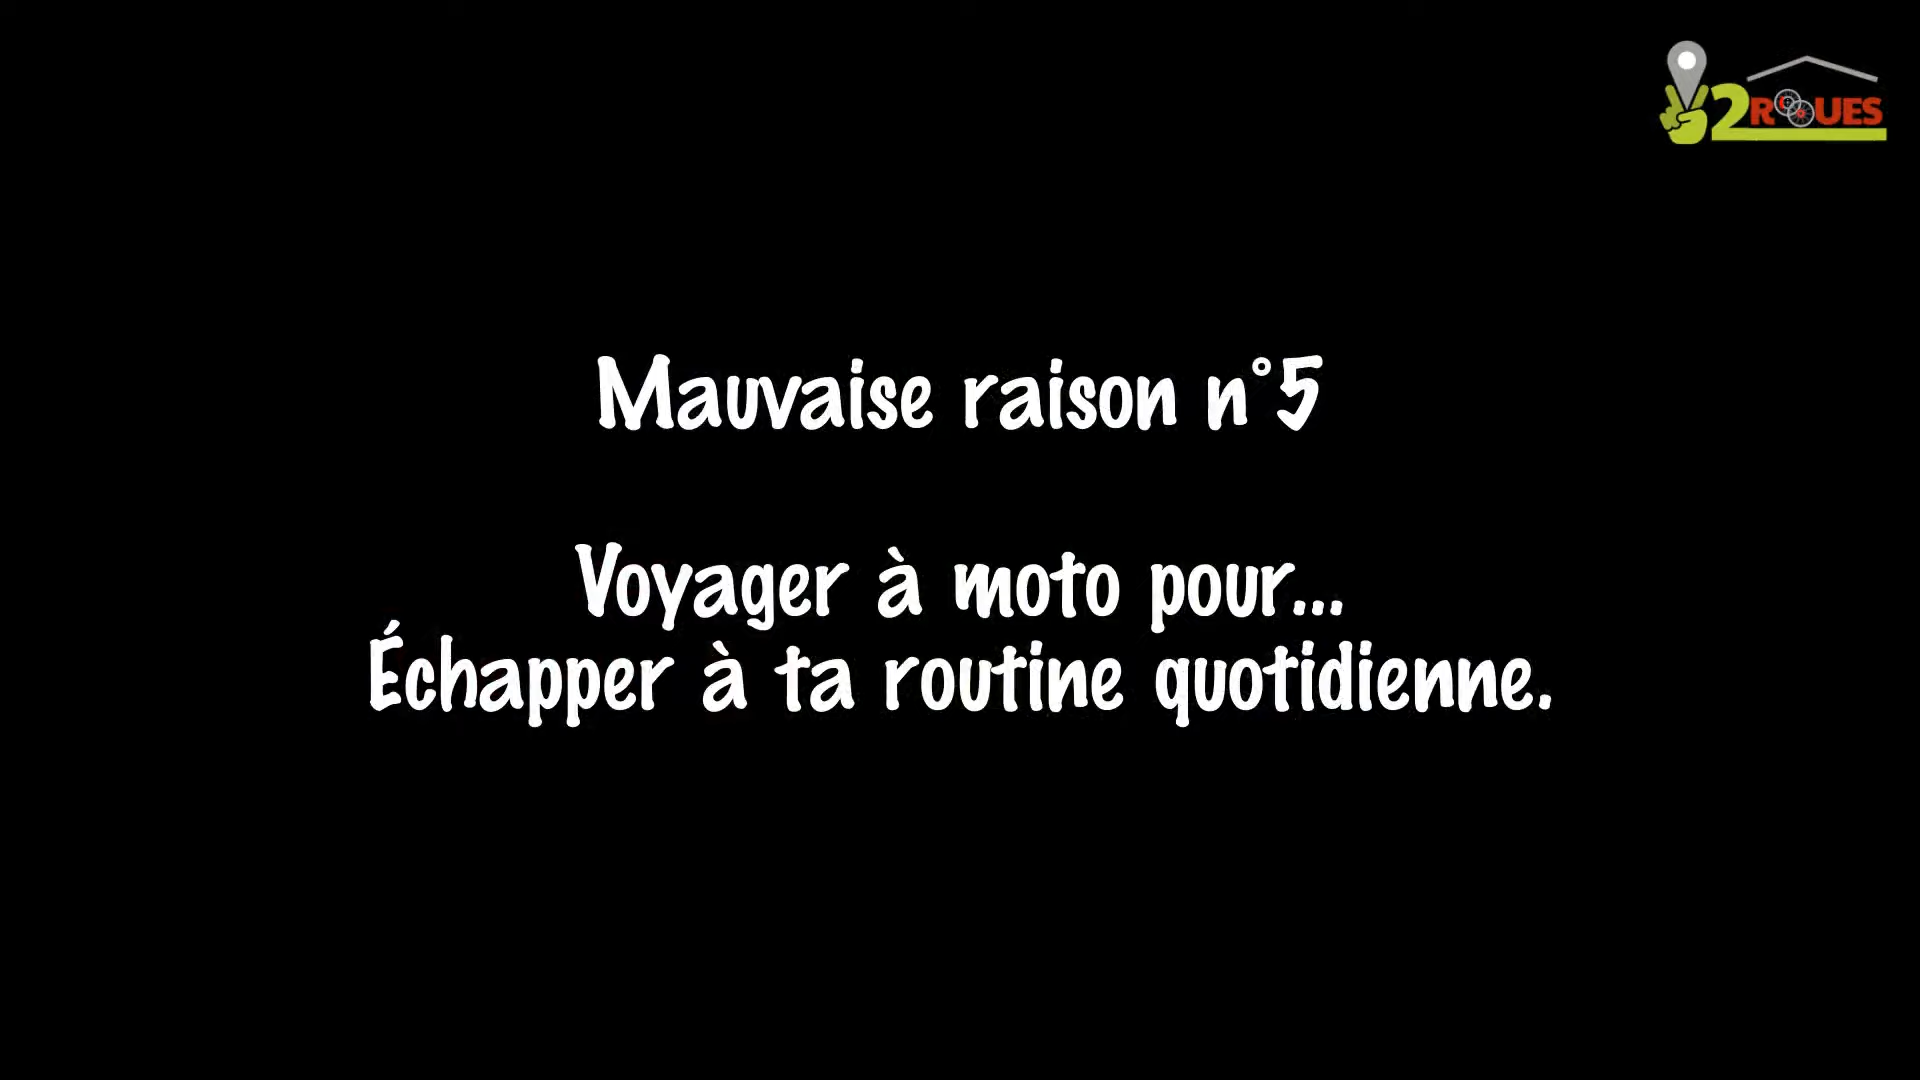 2ROUES
Mauvaise raison n°5
Voyager à moto pour...
Échapper à ta routine quotidienne.